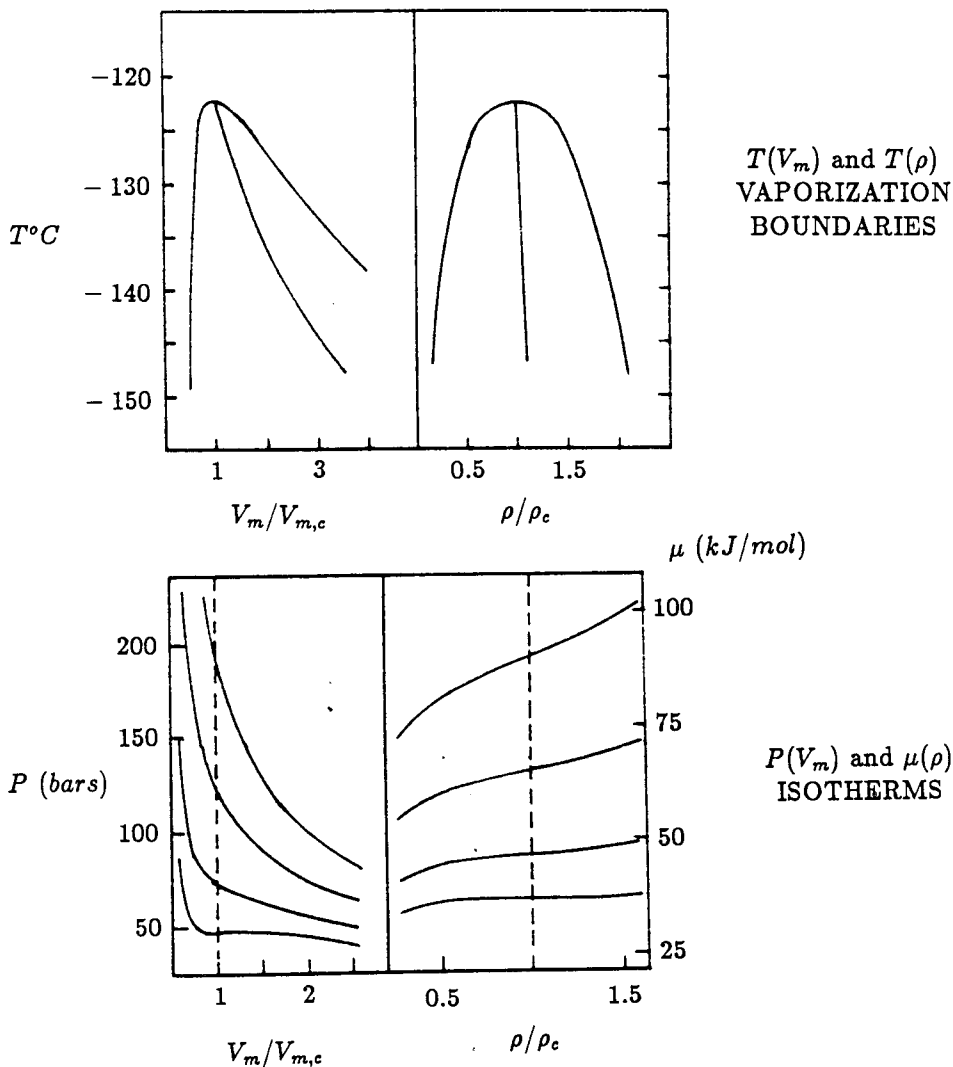 −120
−130
T°C
−140
−150
1 3
V_m/V_{m,c}
0.5 1.5
ρ/ρ_c
T(V_m) and T(ρ)
VAPORIZATION
BOUNDARIES
μ (kJ/mol)
200
150
P (bars)
100
50
100
75
50
25
1 2
V_m/V_{m,c}
0.5 1.5
ρ/ρ_c
P(V_m) and μ(ρ)
ISOTHERMS